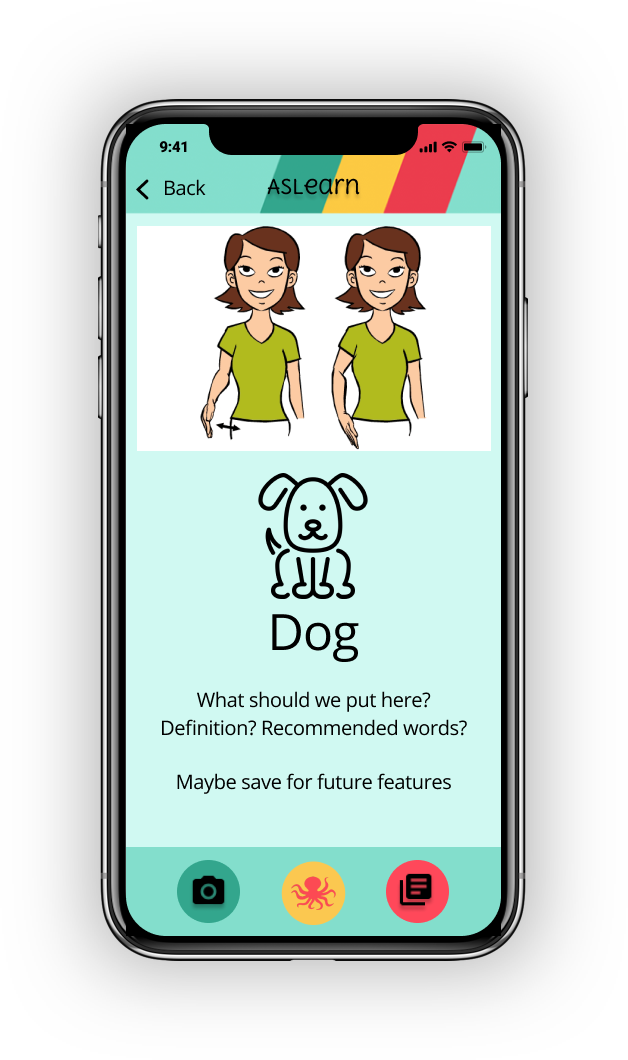 9:41
Back
ASLearn
Dog
What should we put here?
Definition? Recommended words?
Maybe save for future features